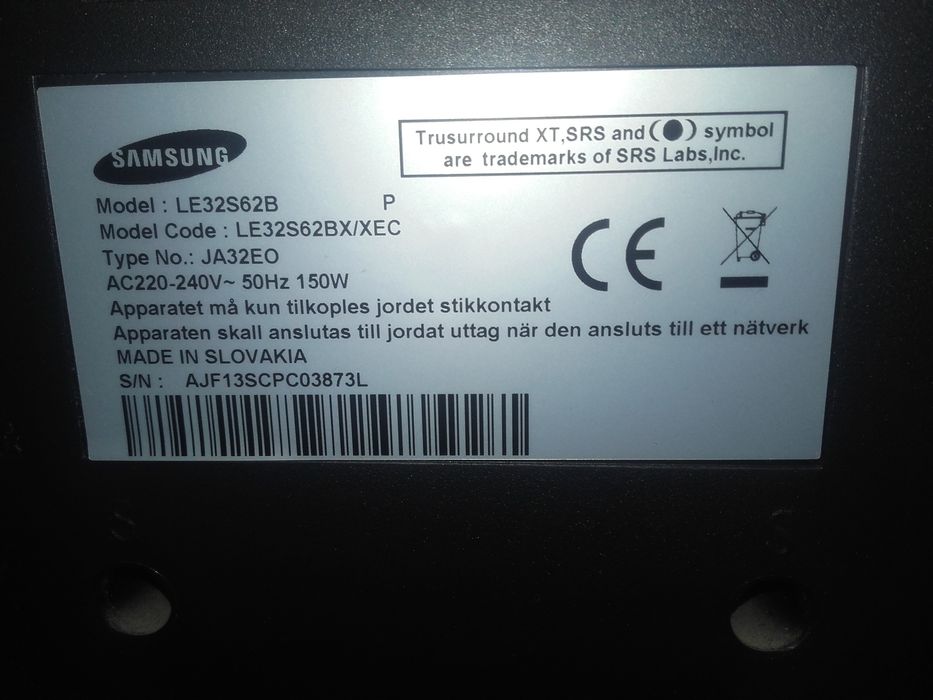 SAMSUNG
Trusurround XT,SRS and (●) symbol
are trademarks of SRS Labs,Inc.
Model : LE32S62B P
Model Code : LE32S62BX/XEC
Type No.: JA32EO
AC220-240V~ 50Hz 150W
Apparatet må kun tilkoples jordet stikkontakt
Apparaten skall anslutas till jordat uttag när den ansluts till ett nätverk
MADE IN SLOVAKIA
S/N : AJF13SCPC03873L
CE